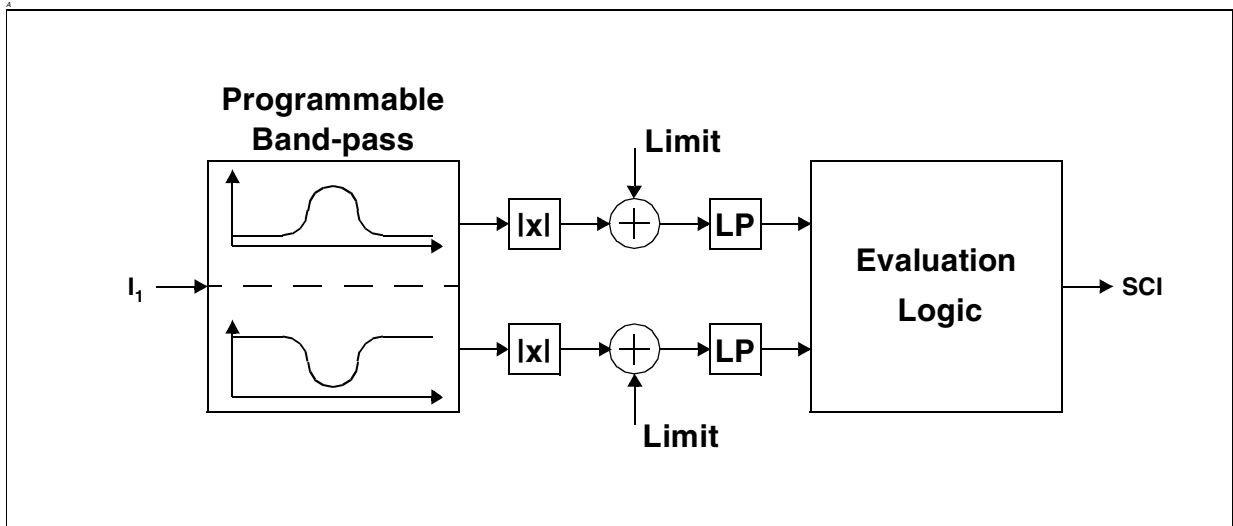 A
Programmable
Band-pass
Limit
|x|
LP
I1
Evaluation
Logic
SCI
|x|
LP
Limit